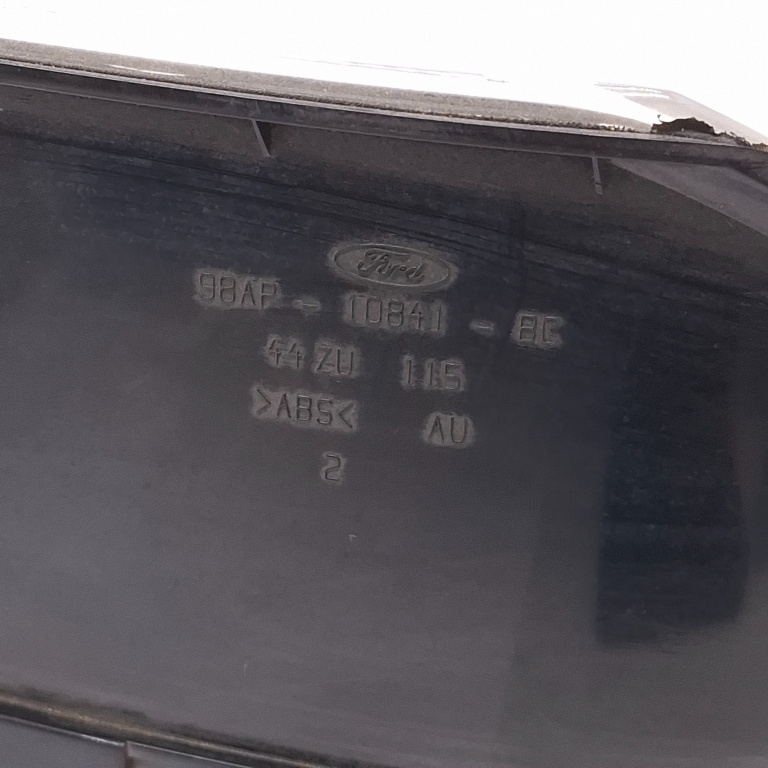 Ford
98AP - 10841 - BC
44 ZU 115
>ABS< AU
2